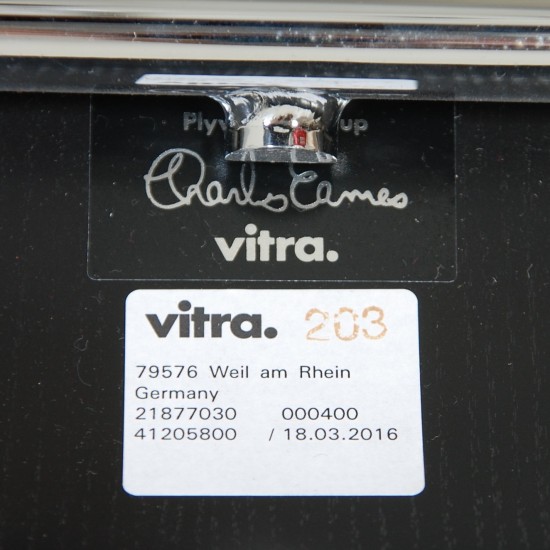 Charles Eames
vitra.
vitra. 203
79576 Weil am Rhein
Germany
21877030 000400
41205800 / 18.03.2016